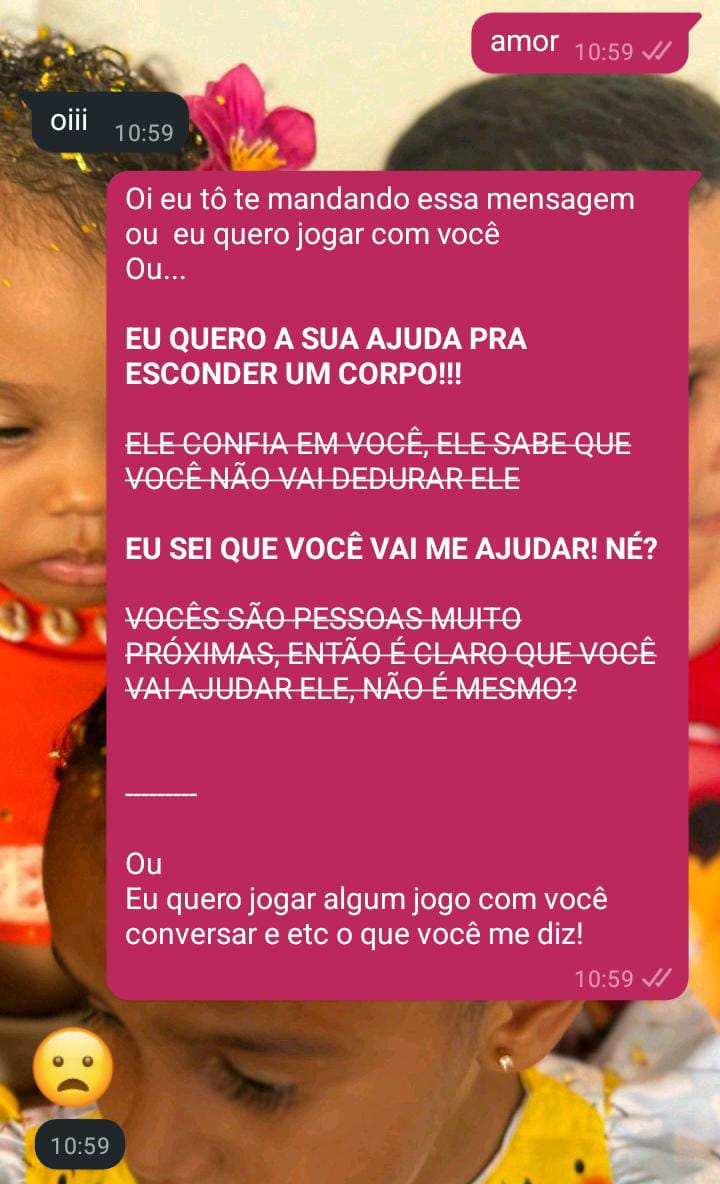 amor 10:59
oiii 10:59
Oi eu tô te mandando essa mensagem
ou eu quero jogar com você
Ou...
EU QUERO A SUA AJUDA PRA
ESCONDER UM CORPO!!!
ELE CONFIA EM VOCÊ, ELE SABE QUE
VOCÊ NÃO VAI DEDURAR ELE
EU SEI QUE VOCÊ VAI ME AJUDAR! NÉ?
VOCÊS SÃO PESSOAS MUITO
PRÓXIMAS, ENTÃO É CLARO QUE VOCÊ
VAI AJUDAR ELE, NÃO É MESMO?
_________
Ou
Eu quero jogar algum jogo com você
conversar e etc o que você me diz!
10:59
10:59